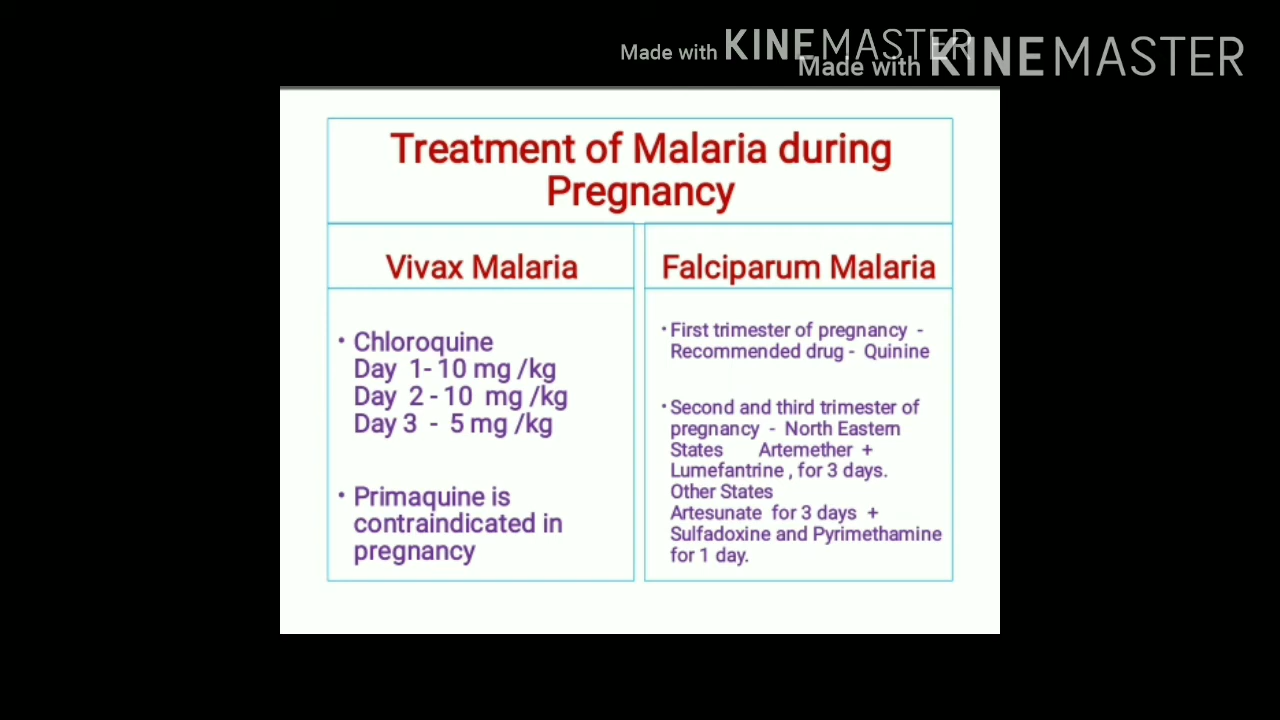 Made with KINEMASTER
Made with KINEMASTER
Treatment of Malaria during
Pregnancy
Vivax Malaria
• Chloroquine
Day 1- 10 mg /kg
Day 2 - 10 mg /kg
Day 3 - 5 mg /kg
• Primaquine is
contraindicated in
pregnancy
Falciparum Malaria
• First trimester of pregnancy -
Recommended drug - Quinine
• Second and third trimester of
pregnancy - North Eastern
States Artemether +
Lumefantrine , for 3 days.
Other States
Artesunate for 3 days +
Sulfadoxine and Pyrimethamine
for 1 day.